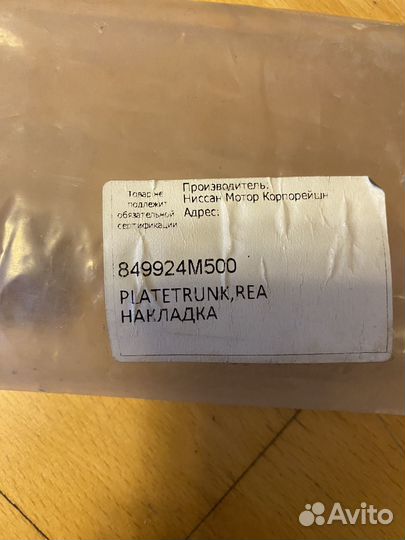 Товар не
подлежит
обязательной
сертификации
Производитель:
Ниссан Мотор Корпорейшн
Адрес:
849924M500
PLATETRUNK,REA
НАКЛАДКА
Avito